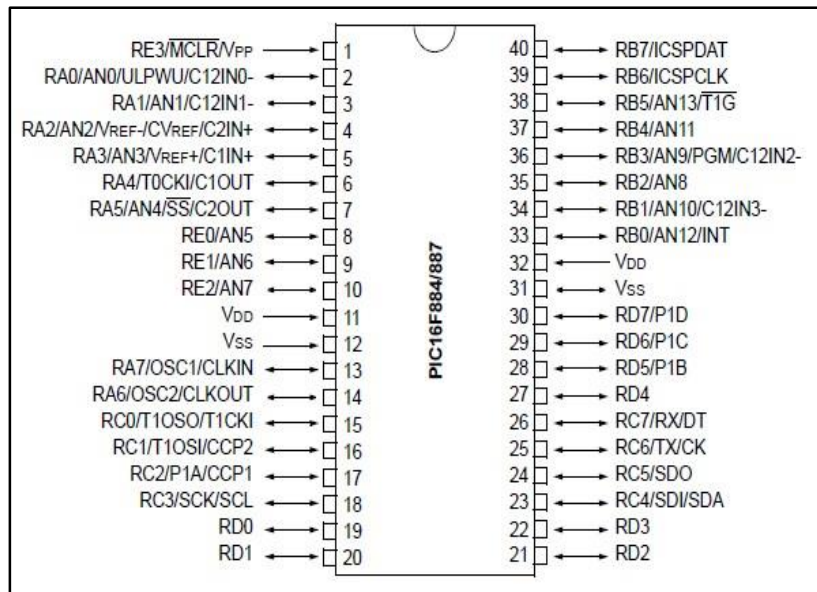 RE3/MCLR/VPP 1
RA0/AN0/ULPWU/C12IN0- 2
RA1/AN1/C12IN1- 3
RA2/AN2/VREF-/CVREF/C2IN+ 4
RA3/AN3/VREF+/C1IN+ 5
RA4/T0CKI/C1OUT 6
RA5/AN4/SS/C2OUT 7
RE0/AN5 8
RE1/AN6 9
RE2/AN7 10
VDD 11
VSS 12
RA7/OSC1/CLKIN 13
RA6/OSC2/CLKOUT 14
RC0/T1OSO/T1CKI 15
RC1/T1OSI/CCP2 16
RC2/P1A/CCP1 17
RC3/SCK/SCL 18
RD0 19
RD1 20
PIC16F884/887
40 RB7/ICSPDAT
39 RB6/ICSPCLK
38 RB5/AN13/T1G
37 RB4/AN11
36 RB3/AN9/PGM/C12IN2-
35 RB2/AN8
34 RB1/AN10/C12IN3-
33 RB0/AN12/INT
32 VDD
31 VSS
30 RD7/P1D
29 RD6/P1C
28 RD5/P1B
27 RD4
26 RC7/RX/DT
25 RC6/TX/CK
24 RC5/SDO
23 RC4/SDI/SDA
22 RD3
21 RD2